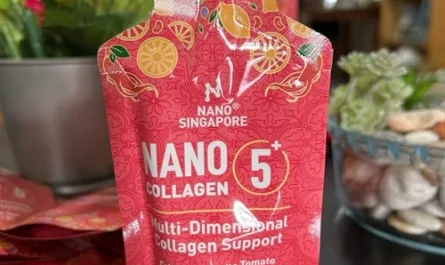 NANO®
SINGAPORE
NANO
COLLAGEN
5+
Multi-Dimensional
Collagen Support
Tomato